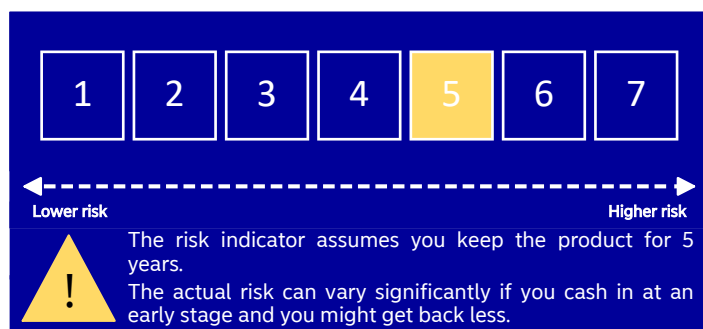 1 2 3 4 5 6 7
Lower risk Higher risk
The risk indicator assumes you keep the product for 5
years.
!
The actual risk can vary significantly if you cash in at an
early stage and you might get back less.